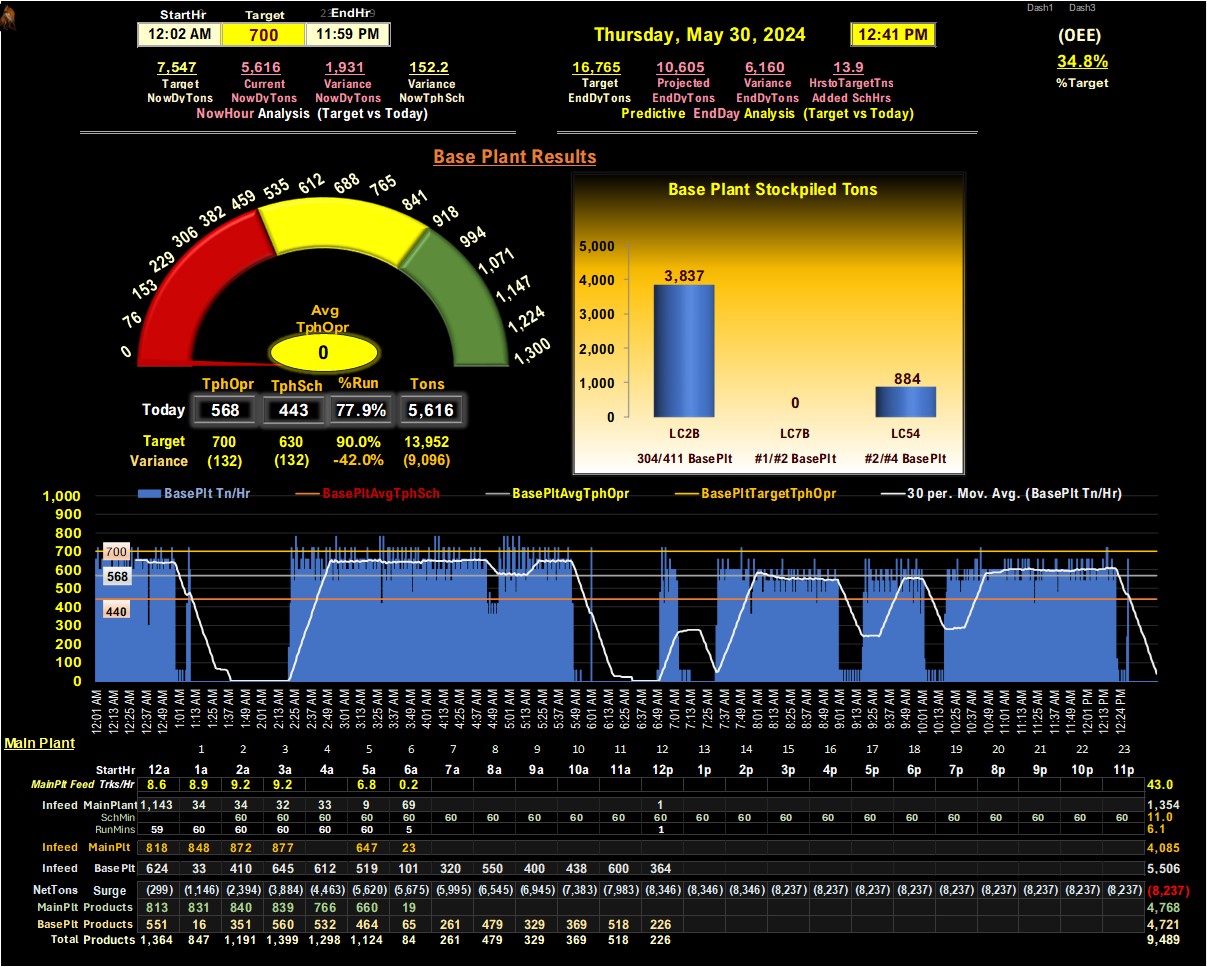 Dash1 Dash3
StartHr Target EndHr
12:02 AM 700 11:59 PM
Thursday, May 30, 2024 12:41 PM
(OEE)
34.8%
%Target
7,547 5,616 1,931 152.2
Target Current Variance Variance
NowDyTons NowDyTons NowDyTons NowTphSch
NowHour Analysis (Target vs Today)
16,765 10,605 6,160 13.9
Target Projected Variance HrstoTargetTns
EndDyTons EndDyTons EndDyTons Added SchHrs
Predictive EndDay Analysis (Target vs Today)
Base Plant Results
0 76 153 229 306 382 459 535 612 688 765 841 918 994 1,071 1,147 1,224 1,300
Avg
TphOpr
0
TphOpr TphSch %Run Tons
Today 568 443 77.9% 5,616
Target 700 630 90.0% 13,952
Variance (132) (132) -42.0% (9,096)
Base Plant Stockpiled Tons
5,000
4,000
3,000
2,000
1,000
0
3,837 0 884
LC2B LC7B LC54
304/411 BasePlt #1/#2 BasePlt #2/#4 BasePlt
BasePlt Tn/Hr BasePltAvgTphSch BasePltAvgTphOpr BasePltTargetTphOpr 30 per. Mov. Avg. (BasePlt Tn/Hr)
1,000
900
800
700
600
500
400
300
200
100
0
700
568
440
12:01 AM 12:13 AM 12:25 AM 12:37 AM 12:49 AM 1:01 AM 1:13 AM 1:25 AM 1:37 AM 1:49 AM 2:01 AM 2:13 AM 2:25 AM 2:37 AM 2:49 AM 3:01 AM 3:13 AM 3:25 AM 3:37 AM 3:49 AM 4:01 AM 4:13 AM 4:25 AM 4:37 AM 4:49 AM 5:01 AM 5:13 AM 5:25 AM 5:37 AM 5:49 AM 6:01 AM 6:13 AM 6:25 AM 6:37 AM 6:49 AM 7:01 AM 7:13 AM 7:25 AM 7:37 AM 7:49 AM 8:01 AM 8:13 AM 8:25 AM 8:37 AM 8:49 AM 9:01 AM 9:13 AM 9:37 AM 9:49 AM 10:01 AM 10:13 AM 10:25 AM 10:37 AM 10:49 AM 11:01 AM 11:13 AM 11:25 AM 11:37 AM 11:49 AM 12:01 PM 12:13 PM 12:24 PM
Main Plant
1 2 3 4 5 6 7 8 9 10 11 12 13 14 15 16 17 18 19 20 21 22 23
StartHr 12a 1a 2a 3a 4a 5a 6a 7a 8a 9a 10a 11a 12p 1p 2p 3p 4p 5p 6p 7p 8p 9p 10p 11p
MainPlt Feed Trks/Hr 8.6 8.9 9.2 9.2 6.8 0.2 43.0
Infeed MainPlant 1,143 34 34 32 33 9 69 1 1,354
SchMin 60 60 60 60 60 60 60 60 60 60 60 60 60 60 60 60 60 60 60 60 60 60 11.0
RunMins 59 60 60 60 60 60 5 1 6.1
Infeed MainPlt 818 848 872 877 647 23 4,085
Infeed BasePlt 624 33 410 645 612 519 101 320 550 400 438 600 364 5,506
NetTons Surge (299) (1,146) (2,394) (3,884) (4,463) (5,620) (5,675) (5,995) (6,545) (6,945) (7,383) (7,983) (8,346) (8,346) (8,346) (8,237) (8,237) (8,237) (8,237) (8,237) (8,237) (8,237) (8,237) (8,237) (8,237)
MainPlt Products 813 831 840 839 766 660 19 4,768
BasePlt Products 551 16 351 560 532 464 65 261 479 329 369 518 226 4,721
Total Products 1,364 847 1,191 1,399 1,298 1,124 84 261 479 329 369 518 226 9,489